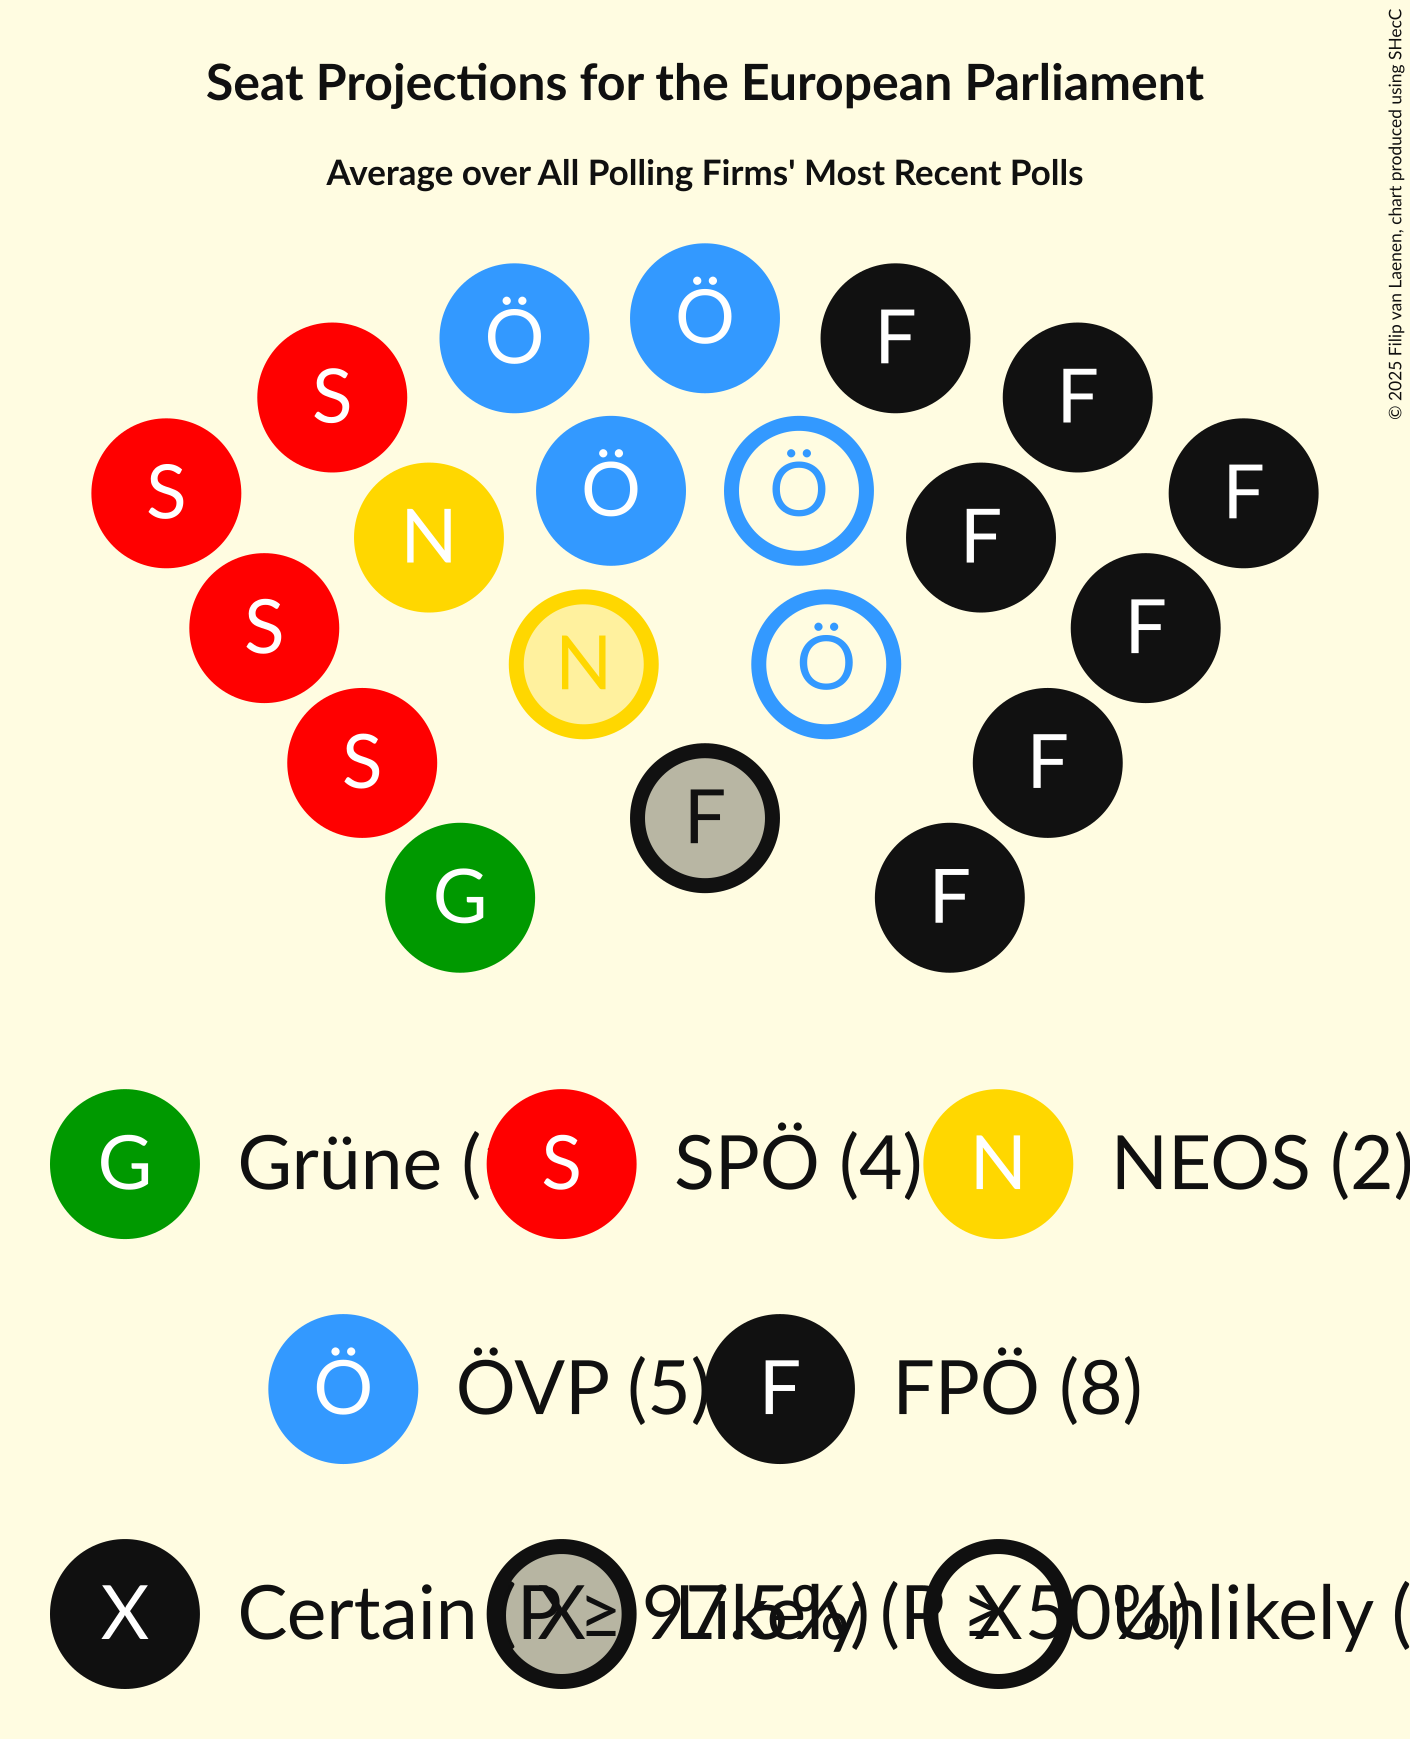 Seat Projections for the European Parliament
Average over All Polling Firms' Most Recent Polls
© 2025 Filip van Laenen, chart produced using SHecC
Ö
Ö Ö F
S F
S Ö Ö F
N F
S F
N Ö
S F
F
G F
G Grüne ( S SPÖ (4) N NEOS (2)
Ö ÖVP (5) F FPÖ (8)
X Certain (P ≥ 97.5%) X Likely (P ≥ 50%) X Unlikely (